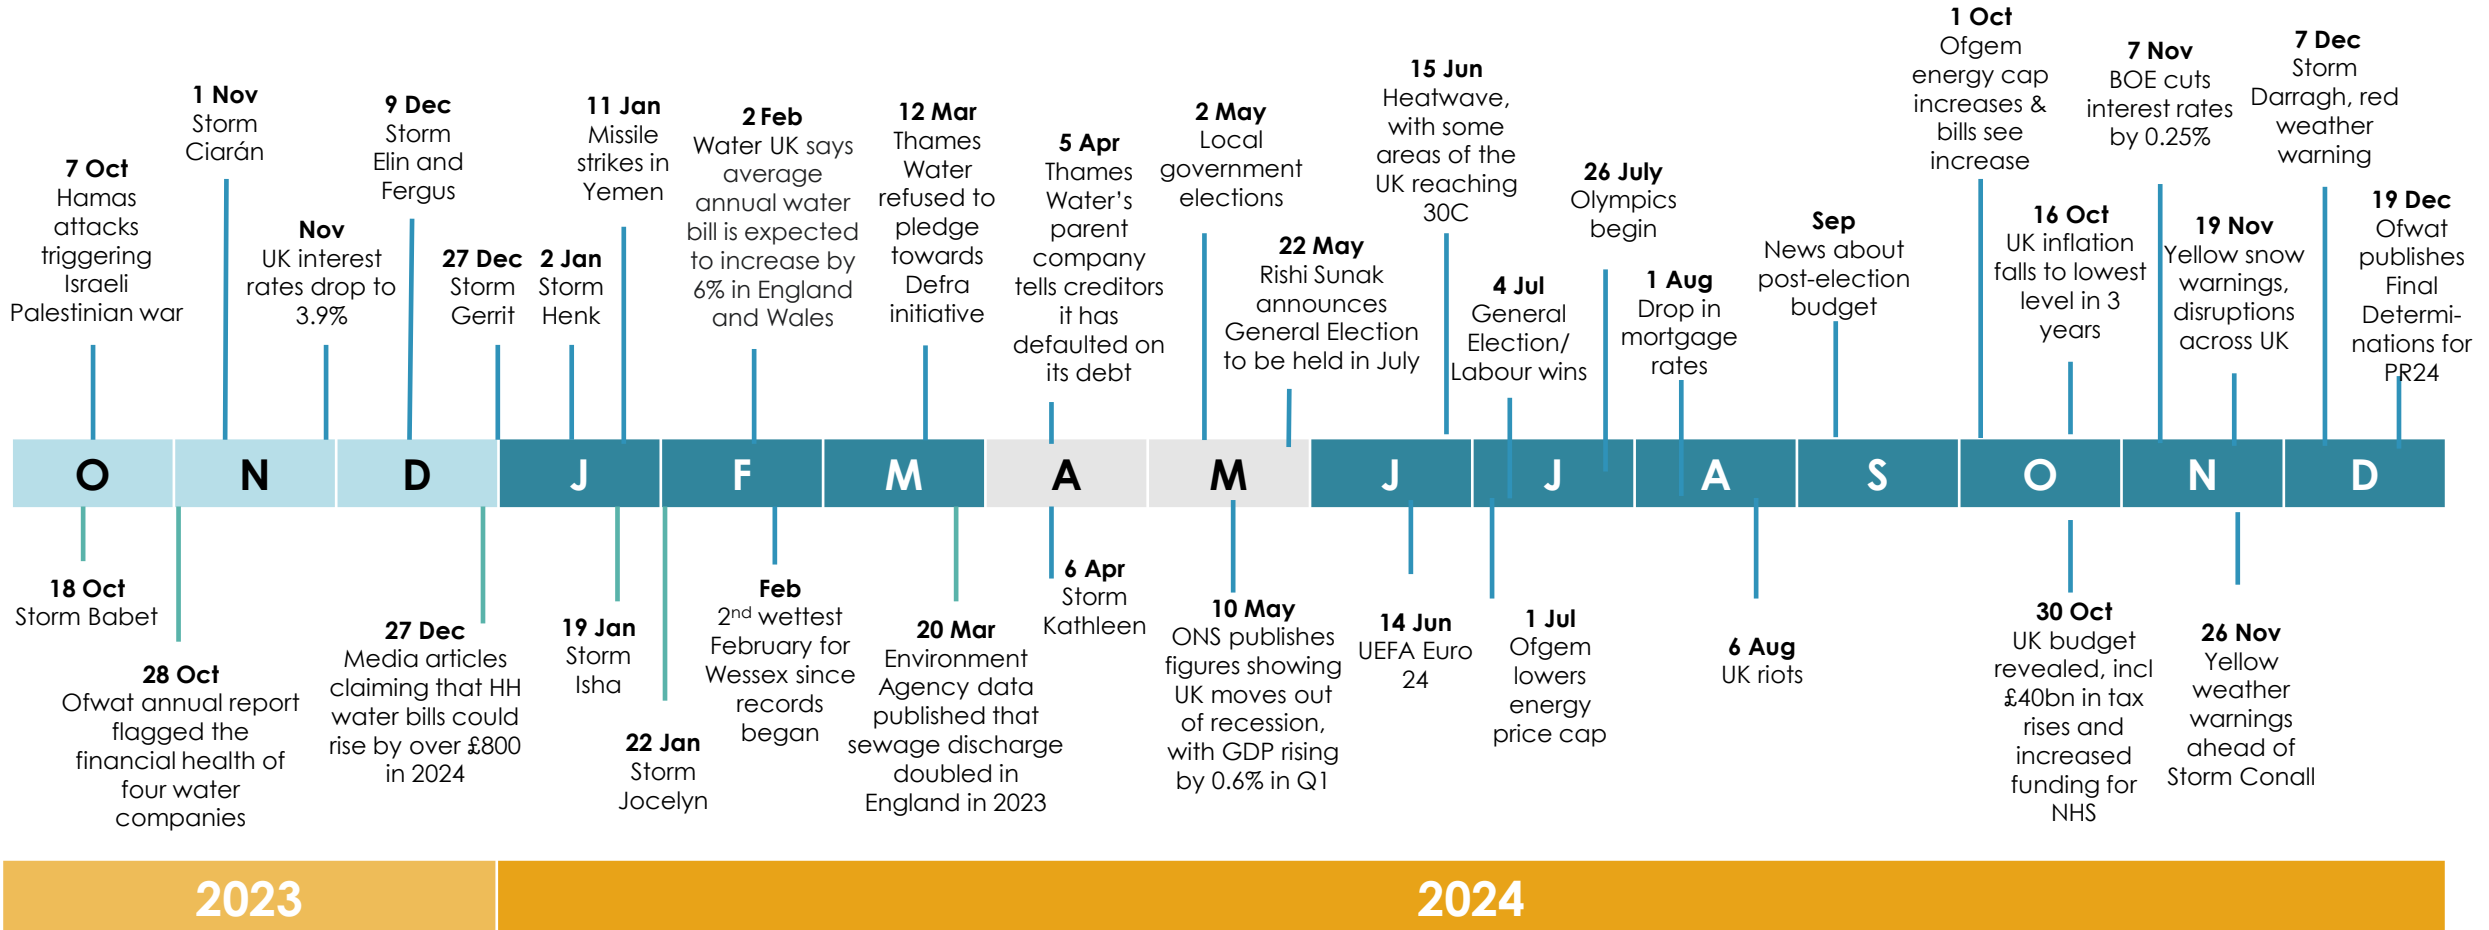 7 Oct
Hamas
attacks
triggering
Israeli
Palestinian war
1 Nov
Storm
Ciarán
Nov
UK interest
rates drop to
3.9%
9 Dec
Storm
Elin and
Fergus
27 Dec
Storm
Gerrit
2 Jan
Storm
Henk
11 Jan
Missile
strikes in
Yemen
2 Feb
Water UK says
average
annual water
bill is expected
to increase by
6% in England
and Wales
12 Mar
Thames
Water
refused to
pledge
towards
Defra
initiative
5 Apr
Thames
Water’s
parent
company
tells creditors
it has
defaulted on
its debt
2 May
Local
government
elections
22 May
Rishi Sunak
announces
General Election
to be held in July
15 Jun
Heatwave,
with some
areas of the
UK reaching
30C
4 Jul
General
Election/
Labour wins
26 July
Olympics
begin
1 Aug
Drop in
mortgage
rates
Sep
News about
post-election
budget
1 Oct
Ofgem
energy cap
increases &
bills see
increase
16 Oct
UK inflation
falls to lowest
level in 3
years
7 Nov
BOE cuts
interest rates
by 0.25%
19 Nov
Yellow snow
warnings,
disruptions
across UK
7 Dec
Storm
Darragh, red
weather
warning
19 Dec
Ofwat
publishes
Final
Determi-
nations for
PR24
O N D J F M A M J J A S O N D
18 Oct
Storm Babet
28 Oct
Ofwat annual report
flagged the
financial health of
four water
companies
27 Dec
Media articles
claiming that HH
water bills could
rise by over £800
in 2024
19 Jan
Storm
Isha
22 Jan
Storm
Jocelyn
Feb
2nd wettest
February for
Wessex since
records
began
20 Mar
Environment
Agency data
published that
sewage discharge
doubled in
England in 2023
6 Apr
Storm
Kathleen
10 May
ONS publishes
figures showing
UK moves out
of recession,
with GDP rising
by 0.6% in Q1
14 Jun
UEFA Euro
24
1 Jul
Ofgem
lowers
energy
price cap
6 Aug
UK riots
30 Oct
UK budget
revealed, incl
£40bn in tax
rises and
increased
funding for
NHS
26 Nov
Yellow
weather
warnings
ahead of
Storm Conall
2023 2024